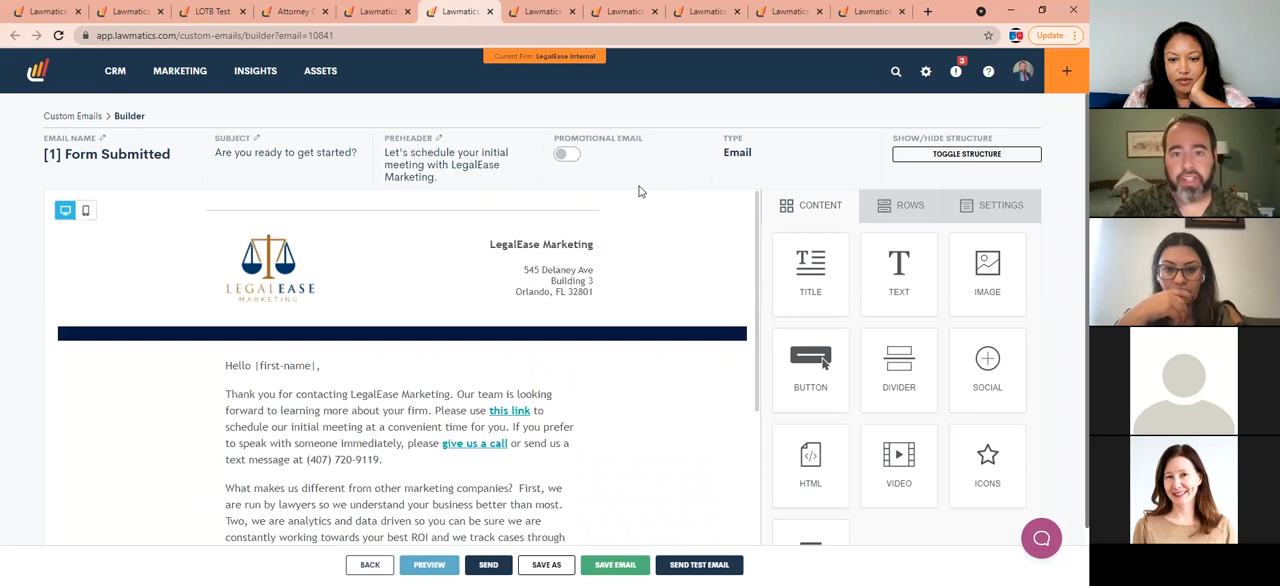 Lawmatics
Lawmatics
LOTB Test
Attorney C
Lawmatics
Lawmatics
Lawmatics
Lawmatics
Lawmatics
Lawmatics
Lawmatics
app.lawmatics.com/custom-emails/builder?email=10841
Update
Current Firm: LegalEase Internal
CRM
MARKETING
INSIGHTS
ASSETS
3
Custom Emails > Builder
EMAIL NAME
[1] Form Submitted
SUBJECT
Are you ready to get started?
PREHEADER
Let's schedule your initial
meeting with LegalEase
Marketing.
PROMOTIONAL EMAIL
TYPE
Email
SHOW/HIDE STRUCTURE
TOGGLE STRUCTURE
LEGALEASE
MARKETING
LegalEase Marketing
545 Delaney Ave
Building 3
Orlando, FL 32801
Hello |first-name|,
Thank you for contacting LegalEase Marketing. Our team is looking
forward to learning more about your firm. Please use this link to
schedule our initial meeting at a convenient time for you. If you prefer
to speak with someone immediately, please give us a call or send us a
text message at (407) 720-9119.
What makes us different from other marketing companies? First, we
are run by lawyers so we understand your business better than most.
Two, we are analytics and data driven so you can be sure we are
constantly working towards your best ROI and we track cases through
CONTENT
ROWS
SETTINGS
TITLE
TEXT
IMAGE
BUTTON
DIVIDER
SOCIAL
HTML
VIDEO
ICONS
BACK
PREVIEW
SEND
SAVE AS
SAVE EMAIL
SEND TEST EMAIL